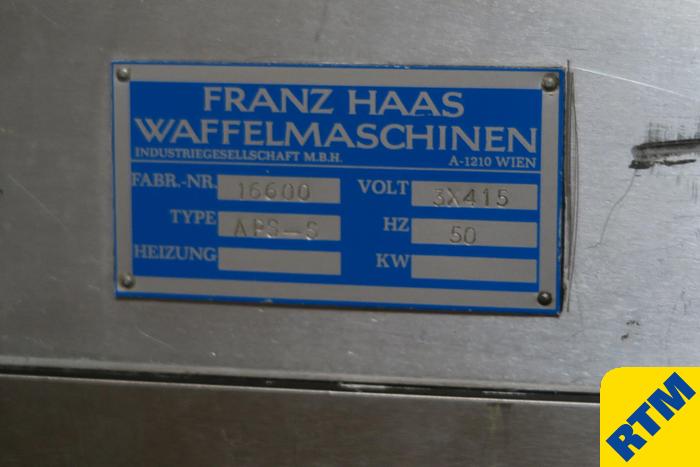 FRANZ HAAS
WAFFELMASCHINEN
INDUSTRIEGESELLSCHAFT M.B.H. A-1210 WIEN
FABR.-NR. 16600 VOLT 3X415
TYPE HZ 50
HEIZUNG KW
RTM